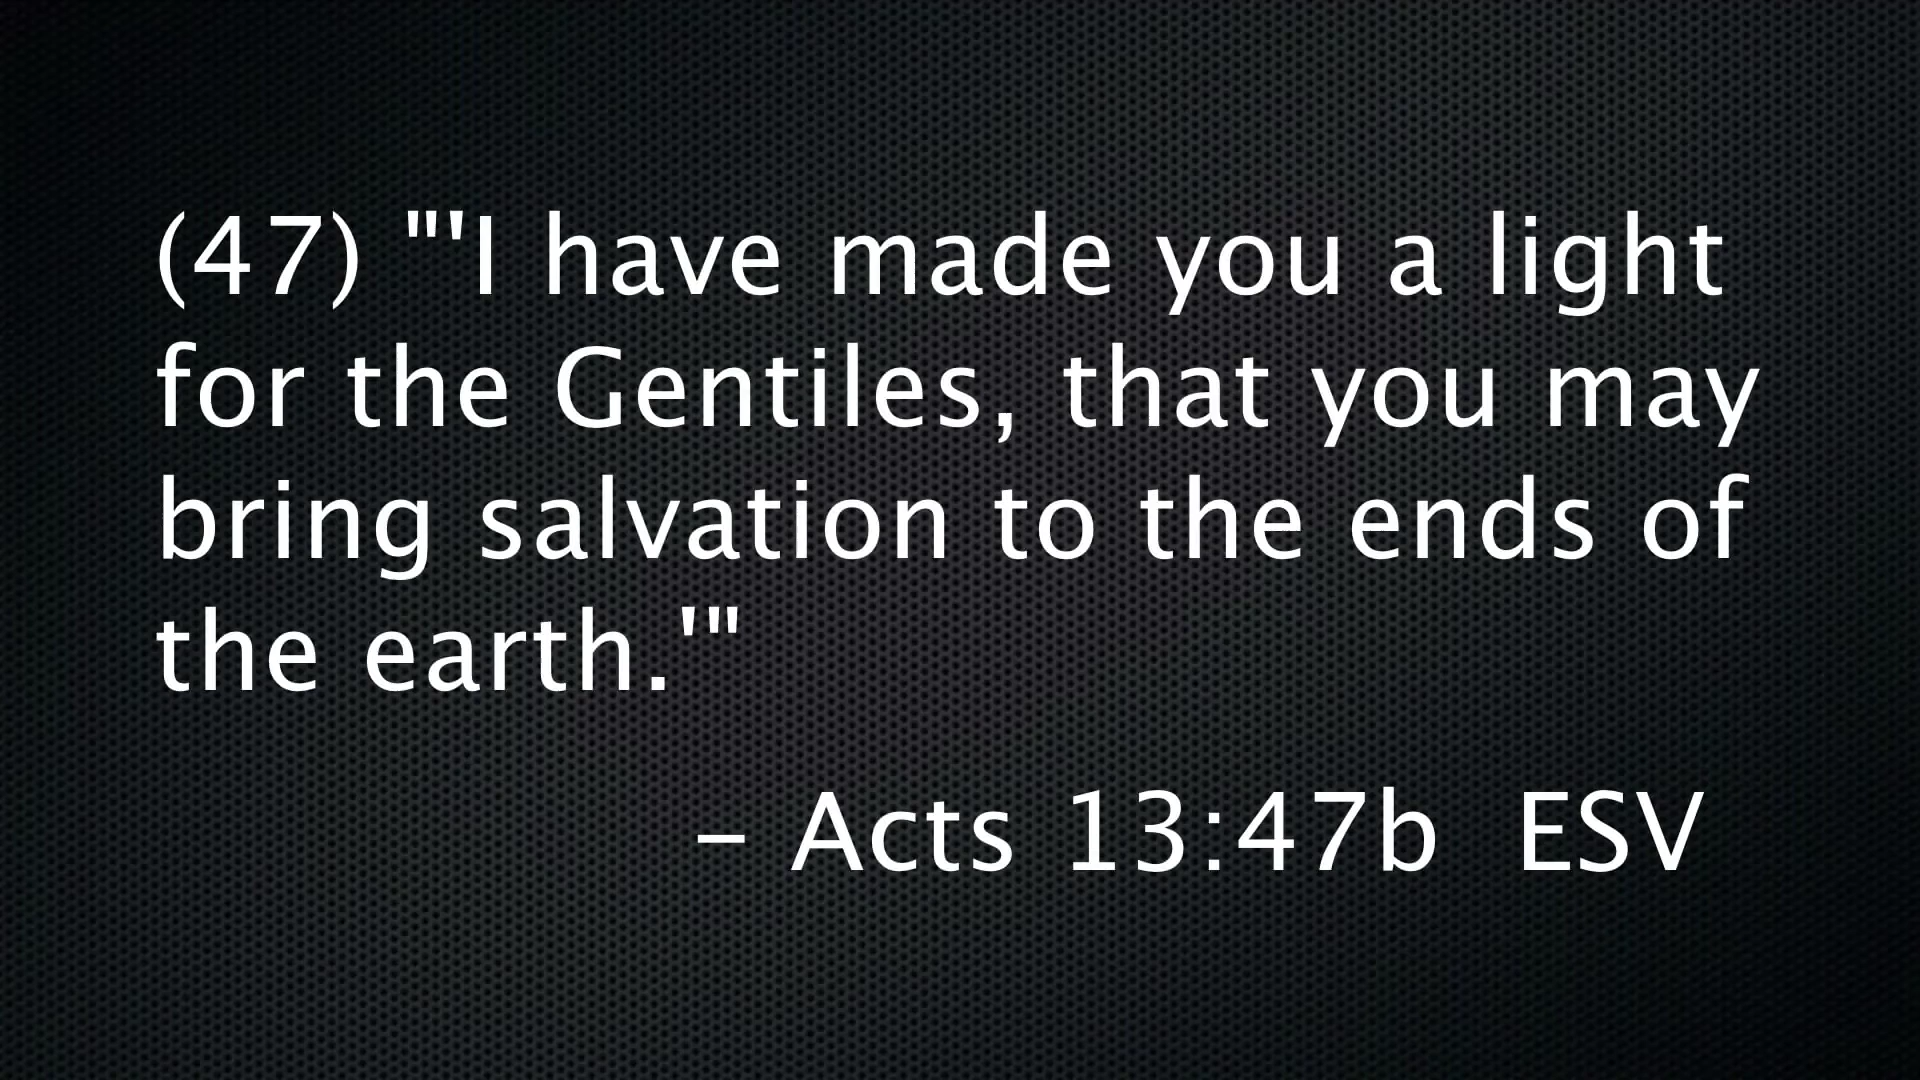 (47) "'I have made you a light
for the Gentiles, that you may
bring salvation to the ends of
the earth.'"
– Acts 13:47b  ESV